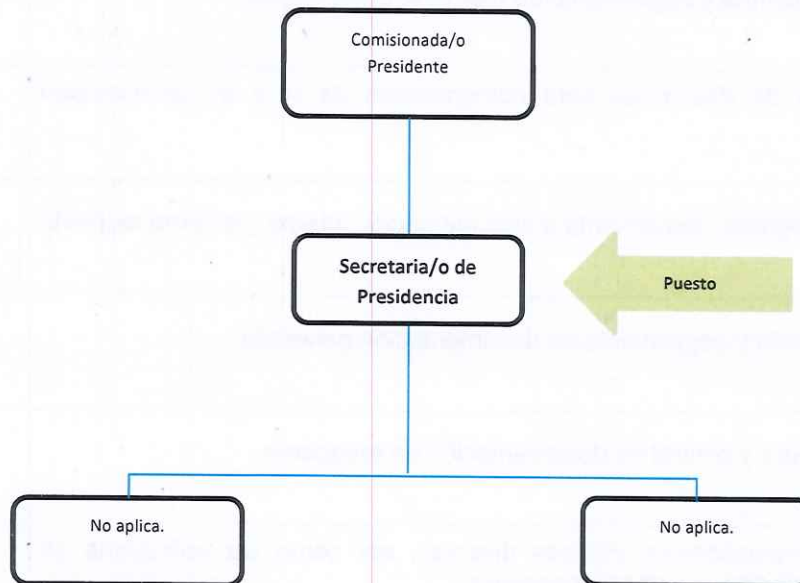 Comisionada/o
Presidente
Secretaria/o de
Presidencia
Puesto
No aplica.
No aplica.